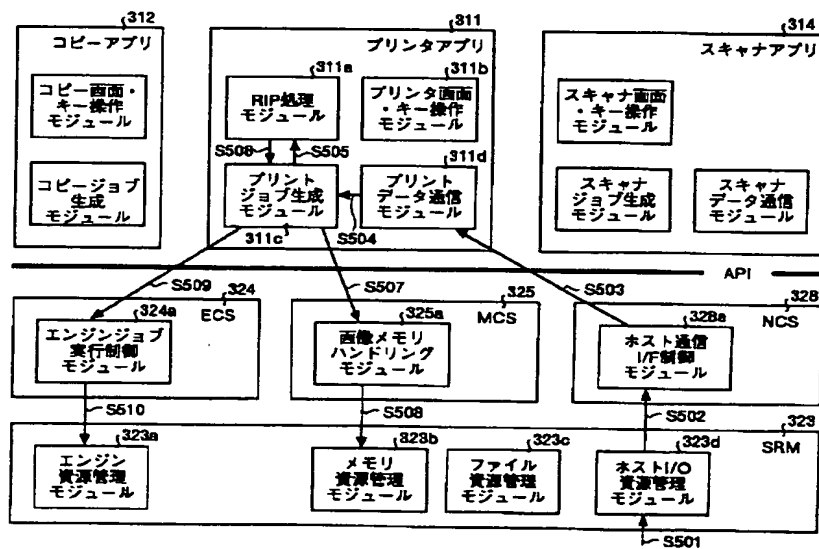 312
コピーアプリ
コピー画面・
キー操作
モジュール
コピージョブ
生成
モジュール
311
プリンタアプリ
311a
RIP処理
モジュール
311b
プリンタ画面
・キー操作
モジュール
S508
S505
311d
プリント
ジョブ生成
モジュール
311c
プリント
データ通信
モジュール
S504
314
スキャナアプリ
スキャナ画面
・キー操作
モジュール
スキャナ
ジョブ生成
モジュール
スキャナ
データ通信
モジュール
API
S509
S507
S503
324
ECS
324a
エンジンジョブ
実行制御
モジュール
325
MCS
325a
画像メモリ
ハンドリング
モジュール
328
NCS
328a
ホスト通信
I/F制御
モジュール
S510
S508
S502
323
SRM
323a
エンジン
資源管理
モジュール
323b
メモリ
資源管理
モジュール
323c
ファイル
資源管理
モジュール
323d
ホストI/O
資源管理
モジュール
S501